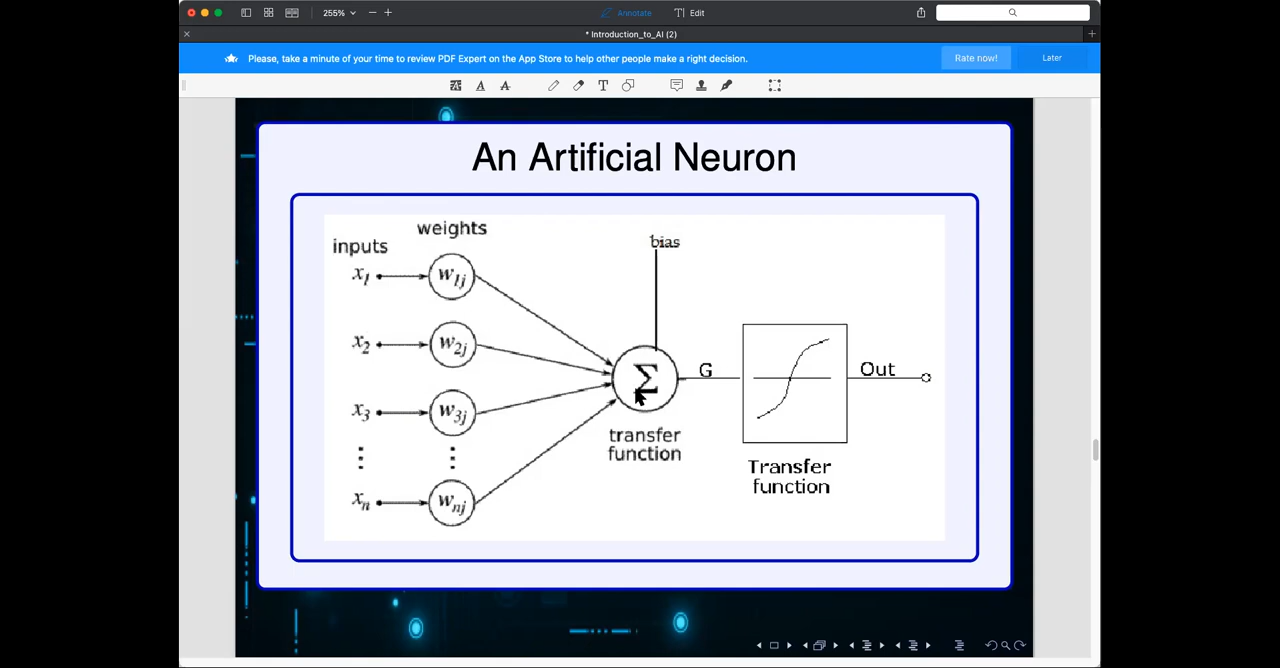 255%
Annotate
Edit
* Introduction_to_AI (2)
Please, take a minute of your time to review PDF Expert on the App Store to help other people make a right decision.
Rate now!
Later
An Artificial Neuron
weights
inputs
bias
x1
w1j
x2
w2j
x3
w3j
⋮ ⋮
xn
wnj
Σ
G
Out
transfer
function
Transfer
function